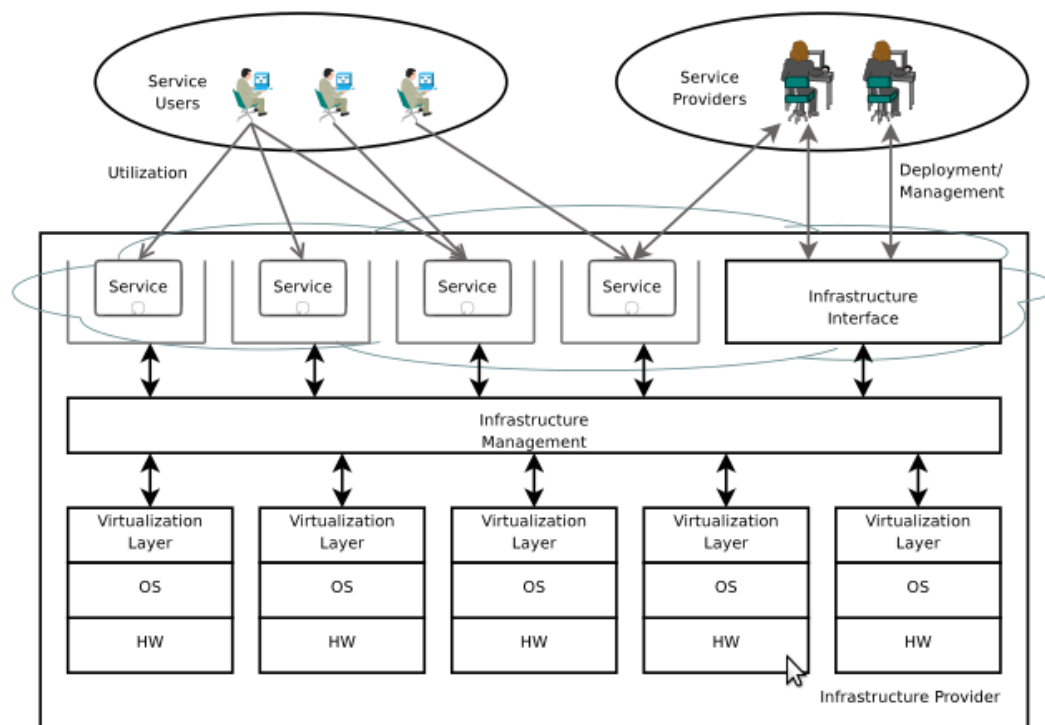 Service
Users
Service
Providers
Utilization
Deployment/
Management
Service
Service
Service
Service
Infrastructure
Interface
Infrastructure
Management
Virtualization
Layer
Virtualization
Layer
Virtualization
Layer
Virtualization
Layer
Virtualization
Layer
OS
OS
OS
OS
OS
HW
HW
HW
HW
HW
Infrastructure Provider